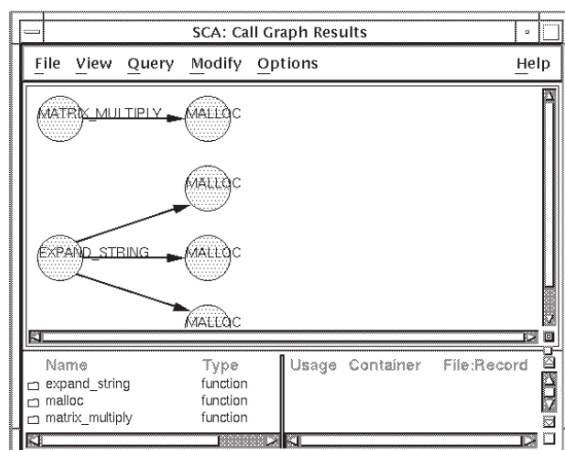 SCA: Call Graph Results
File View Query Modify Options Help
MATRIX_MULTIPLY MALLOC
MALLOC
EXPAND_STRING MALLOC
MALLOC
Name Type Usage Container File:Record
expand_string function
malloc function
matrix_multiply function